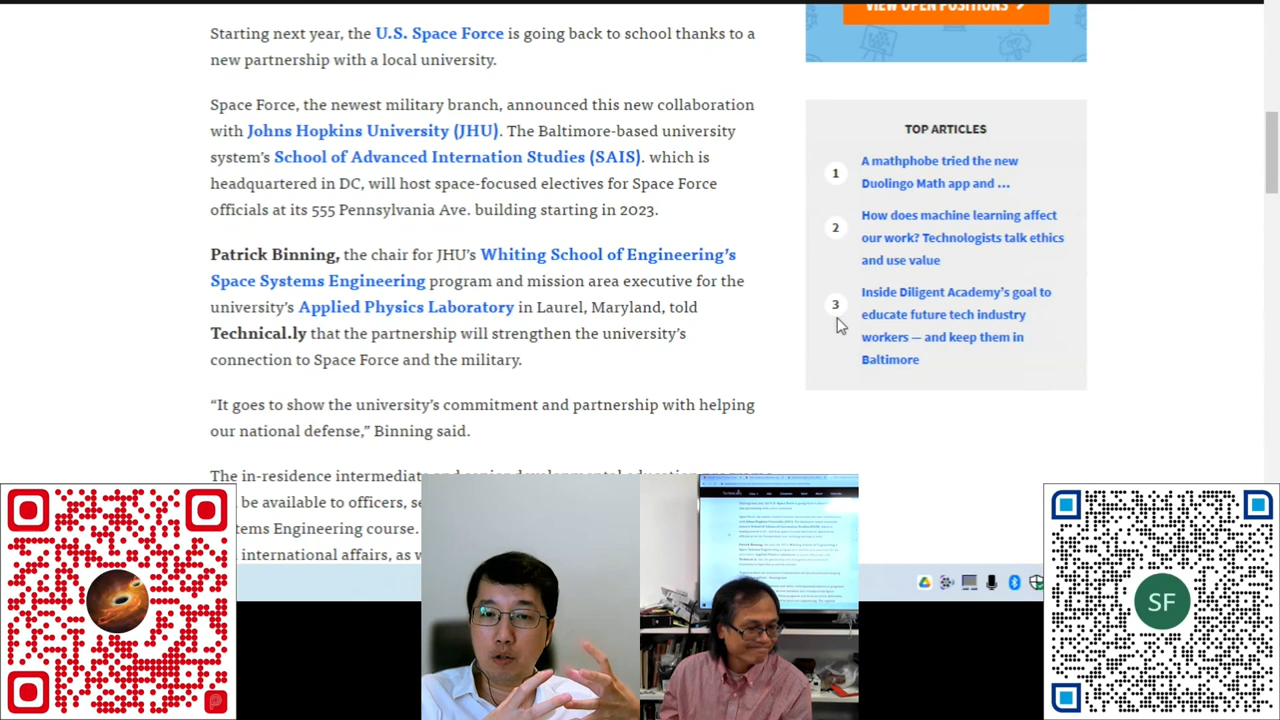 Starting next year, the U.S. Space Force is going back to school thanks to a
new partnership with a local university.
Space Force, the newest military branch, announced this new collaboration
with Johns Hopkins University (JHU). The Baltimore-based university
system's School of Advanced Internation Studies (SAIS). which is
headquartered in DC, will host space-focused electives for Space Force
officials at its 555 Pennsylvania Ave. building starting in 2023.
Patrick Binning, the chair for JHU's Whiting School of Engineering's
Space Systems Engineering program and mission area executive for the
university's Applied Physics Laboratory in Laurel, Maryland, told
Technical.ly that the partnership will strengthen the university's
connection to Space Force and the military.
“It goes to show the university's commitment and partnership with helping
our national defense,” Binning said.
The in-residence intermediate and senior developmental education programs
be available to officers, se
tems Engineering course.
international affairs, as w
VIEW OPEN POSITIONS
TOP ARTICLES
1
A mathphobe tried the new
Duolingo Math app and ...
2
How does machine learning affect
our work? Technologists talk ethics
and use value
3
Inside Diligent Academy's goal to
educate future tech industry
workers — and keep them in
Baltimore
SF